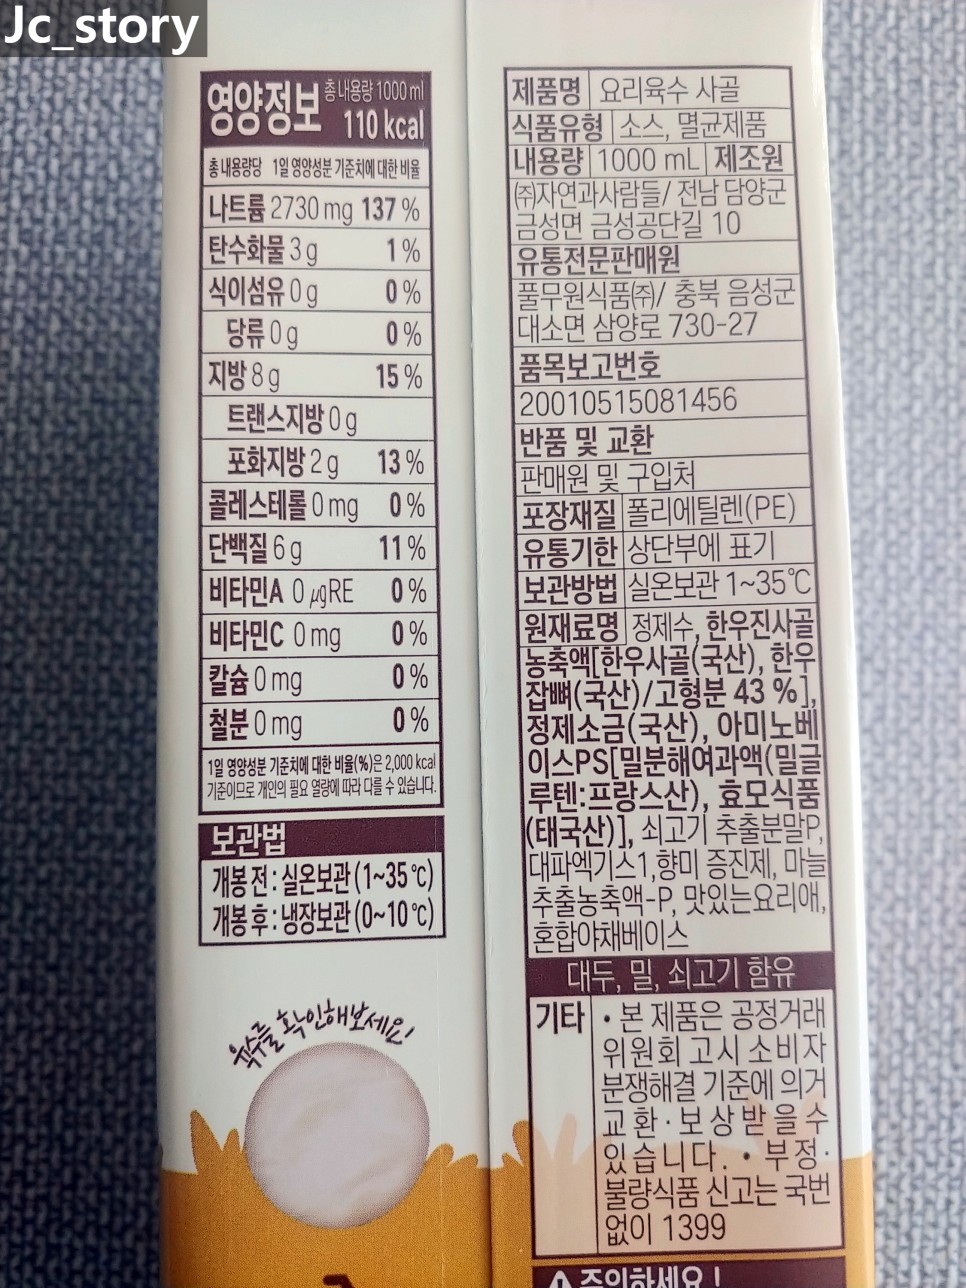 Jc_story
영양정보 총 내용량 1000 ml
110 kcal
총 내용량당 1일 영양성분 기준치에 대한 비율
나트륨 2730 mg 137 %
탄수화물 3 g 1 %
식이섬유 0 g 0 %
당류 0 g 0 %
지방 8 g 15 %
트랜스지방 0 g
포화지방 2 g 13 %
콜레스테롤 0 mg 0 %
단백질 6 g 11 %
비타민A 0 μgRE 0 %
비타민C 0 mg 0 %
칼슘 0 mg 0 %
철분 0 mg 0 %
1일 영양성분 기준치에 대한 비율(%)은 2,000 kcal
기준이므로 개인의 필요 열량에 따라 다를 수 있습니다.
보관법
개봉 전 : 실온보관 (1~35 ℃)
개봉 후 : 냉장보관 (0~10 ℃)
육수를 확인해보세요!
제품명 요리육수 사골
식품유형 소스, 멸균제품
내용량 1000 mL 제조원
㈜자연과사람들/ 전남 담양군
금성면 금성공단길 10
유통전문판매원
풀무원식품㈜/ 충북 음성군
대소면 삼양로 730-27
품목보고번호
20010515081456
반품 및 교환
판매원 및 구입처
포장재질 폴리에틸렌(PE)
유통기한 상단부에 표기
보관방법 실온보관 1~35℃
원재료명 정제수, 한우진사골
농축액[한우사골(국산), 한우
잡뼈(국산)/고형분 43 %],
정제소금(국산), 아미노베
이스PS[밀분해여과액(밀글
루텐:프랑스산), 효모식품
(태국산)], 쇠고기 추출분말P,
대파엑기스1,향미 증진제, 마늘
추출농축액-P, 맛있는요리애,
혼합야채베이스
대두, 밀, 쇠고기 함유
기타 • 본 제품은 공정거래
위원회 고시 소비자
분쟁해결 기준에 의거
교환·보상받을 수
있습니다. • 부정·
불량식품 신고는 국번
없이 1399
주의하세요!